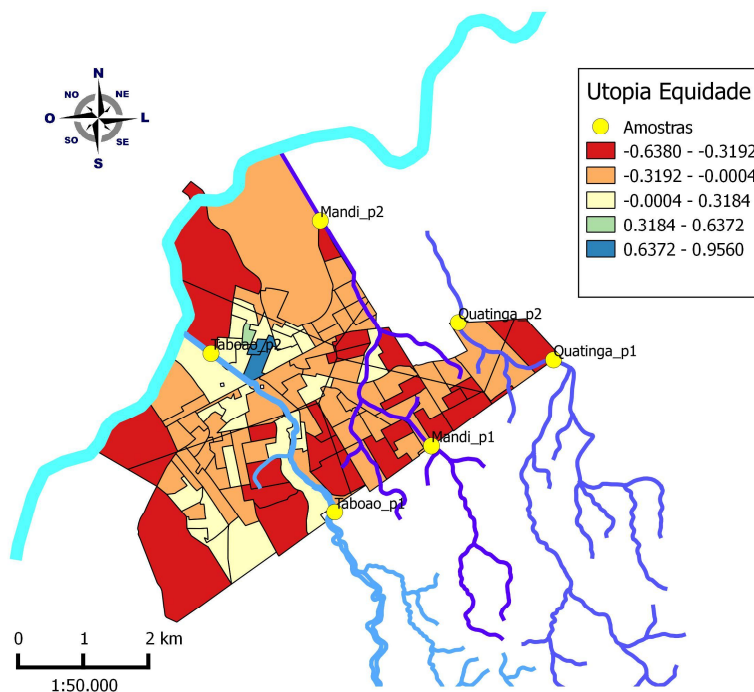 N
NO
NE
O
L
SO
SE
S
Utopia Equidade
Amostras
-0.6380 - -0.3192
-0.3192 - -0.0004
-0.0004 - 0.3184
0.3184 - 0.6372
0.6372 - 0.9560
Mandi_p2
Quatinga_p2
Taboao_p2
Quatinga_p1
Mandi_p1
Taboao_p1
0 1 2 km
1:50.000